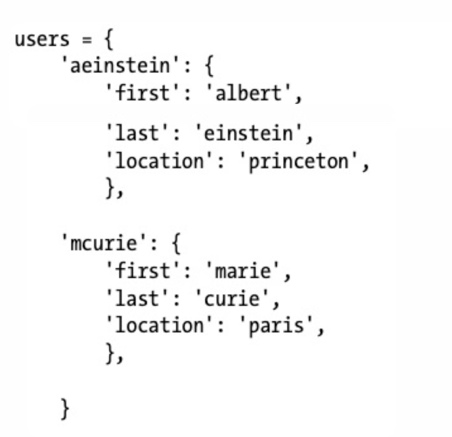 users = {
    'aeinstein': {
        'first': 'albert',
        'last': 'einstein',
        'location': 'princeton',
        },
    'mcurie': {
        'first': 'marie',
        'last': 'curie',
        'location': 'paris',
        },
    }